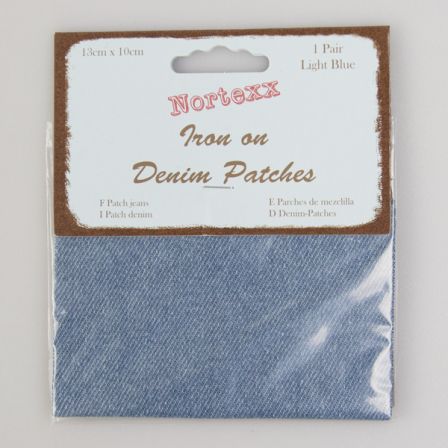 13cm x 10cm
1 Pair
Light Blue
Nortexx
Iron on
Denim Patches
F Patch jeans
I Patch denim
E Parches de mezclilla
D Denim-Patches